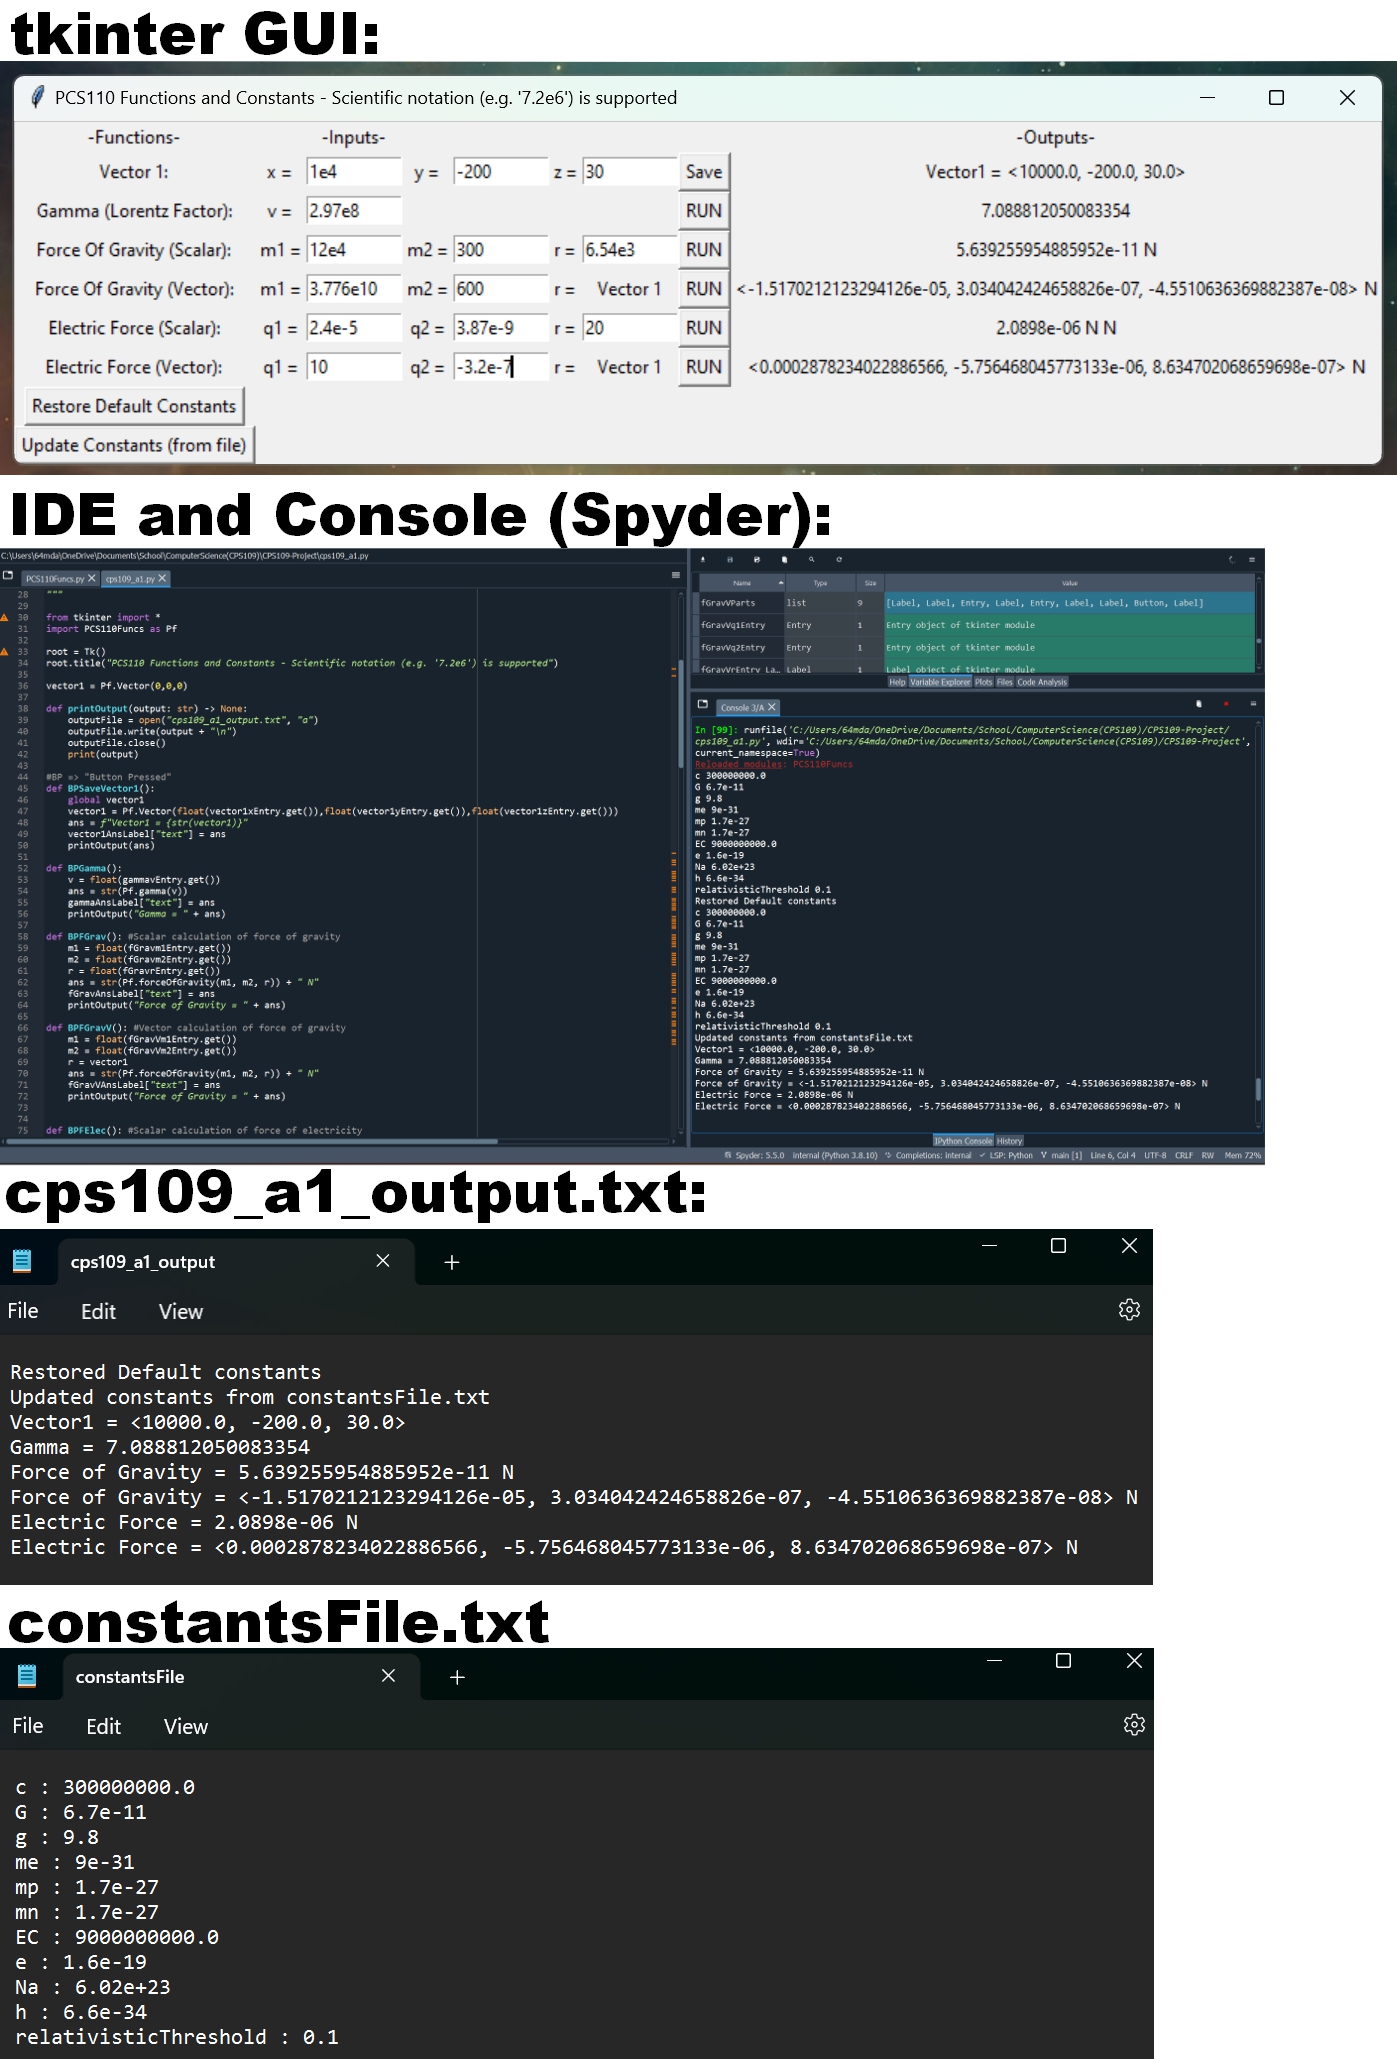 tkinter GUI:
PCS110 Functions and Constants - Scientific notation (e.g. '7.2e6') is supported
-Functions- -Inputs- -Outputs-
Vector 1: x = 1e4 y = -200 z = 30 Save Vector1 = <10000.0, -200.0, 30.0>
Gamma (Lorentz Factor): v = 2.97e8 RUN 7.088812050083354
Force Of Gravity (Scalar): m1 = 12e4 m2 = 300 r = 6.54e3 RUN 5.639255954885952e-11 N
Force Of Gravity (Vector): m1 = 3.776e10 m2 = 600 r = Vector 1 RUN <-1.5170212123294126e-05, 3.034042424658826e-07, -4.5510636369882387e-08> N
Electric Force (Scalar): q1 = 2.4e-5 q2 = 3.87e-9 r = 20 RUN 2.0898e-06 N N
Electric Force (Vector): q1 = 10 q2 = -3.2e-7 r = Vector 1 RUN <0.0002878234022886566, -5.756468045773133e-06, 8.634702068659698e-07> N
Restore Default Constants
Update Constants (from file)
IDE and Console (Spyder):
C:\Users\64mda\OneDrive\Documents\School\ComputerScience(CPS109)\CPS109-Project\cps109_a1.py
PCS110Funcs.py cps109_a1.py
28 """
29
30 from tkinter import *
31 import PCS110Funcs as Pf
32
33 root = Tk()
34 root.title("PCS110 Functions and Constants - Scientific notation (e.g. '7.2e6') is supported")
35
36 vector1 = Pf.Vector(0,0,0)
37
38 def printOutput(output: str) -> None:
39 outputFile = open("cps109_a1_output.txt", "a")
40 outputFile.write(output + "\n")
41 outputFile.close()
42 print(output)
43
44 #BP => "Button Pressed"
45 def BPSaveVector1():
46 global vector1
47 vector1 = Pf.Vector(float(vector1xEntry.get()),float(vector1yEntry.get()),float(vector1zEntry.get()))
48 ans = f"Vector1 = {str(vector1)}"
49 vector1AnsLabel["text"] = ans
50 printOutput(ans)
51
52 def BPGamma():
53 v = float(gammavEntry.get())
54 ans = str(Pf.gamma(v))
55 gammaAnsLabel["text"] = ans
56 printOutput("Gamma = " + ans)
57
58 def BPFGrav(): #Scalar calculation of force of gravity
59 m1 = float(fGravm1Entry.get())
60 m2 = float(fGravm2Entry.get())
61 r = float(fGravrEntry.get())
62 ans = str(Pf.forceOfGravity(m1, m2, r)) + " N"
63 fGravAnsLabel["text"] = ans
64 printOutput("Force of Gravity = " + ans)
65
66 def BPFGravV(): #Vector calculation of force of gravity
67 m1 = float(fGravVm1Entry.get())
68 m2 = float(fGravVm2Entry.get())
69 r = vector1
70 ans = str(Pf.forceOfGravity(m1, m2, r)) + " N"
71 fGravVAnsLabel["text"] = ans
72 printOutput("Force of Gravity = " + ans)
73
74
75 def BPFElec(): #Scalar calculation of force of electricity
Name Type Size Value
fGravVParts list 9 [Label, Label, Entry, Label, Entry, Label, Label, Button, Label]
fGravVq1Entry Entry 1 Entry object of tkinter module
fGravVq2Entry Entry 1 Entry object of tkinter module
fGravVrEntry_La... Label 1 Label object of tkinter module
Help Variable Explorer Plots Files Code Analysis
Console 3/A
In [99]: runfile('C:/Users/64mda/OneDrive/Documents/School/ComputerScience(CPS109)/CPS109-Project/
cps109_a1.py', wdir='C:/Users/64mda/OneDrive/Documents/School/ComputerScience(CPS109)/CPS109-Project',
current_namespace=True)
Reloaded modules: PCS110Funcs
c 300000000.0
G 6.7e-11
g 9.8
me 9e-31
mp 1.7e-27
mn 1.7e-27
EC 9000000000.0
e 1.6e-19
Na 6.02e+23
h 6.6e-34
relativisticThreshold 0.1
Restored Default constants
c 300000000.0
G 6.7e-11
g 9.8
me 9e-31
mp 1.7e-27
mn 1.7e-27
EC 9000000000.0
e 1.6e-19
Na 6.02e+23
h 6.6e-34
relativisticThreshold 0.1
Updated constants from constantsFile.txt
Vector1 = <10000.0, -200.0, 30.0>
Gamma = 7.088812050083354
Force of Gravity = 5.639255954885952e-11 N
Force of Gravity = <-1.5170212123294126e-05, 3.034042424658826e-07, -4.5510636369882387e-08> N
Electric Force = 2.0898e-06 N
Electric Force = <0.0002878234022886566, -5.756468045773133e-06, 8.634702068659698e-07> N
IPython Console History
Spyder: 5.5.0 internal (Python 3.8.10) Completions: internal LSP: Python main [1] Line 6, Col 4 UTF-8 CRLF RW Mem 72%
cps109_a1_output.txt:
cps109_a1_output
File Edit View
Restored Default constants
Updated constants from constantsFile.txt
Vector1 = <10000.0, -200.0, 30.0>
Gamma = 7.088812050083354
Force of Gravity = 5.639255954885952e-11 N
Force of Gravity = <-1.5170212123294126e-05, 3.034042424658826e-07, -4.5510636369882387e-08> N
Electric Force = 2.0898e-06 N
Electric Force = <0.0002878234022886566, -5.756468045773133e-06, 8.634702068659698e-07> N
constantsFile.txt
constantsFile
File Edit View
c : 300000000.0
G : 6.7e-11
g : 9.8
me : 9e-31
mp : 1.7e-27
mn : 1.7e-27
EC : 9000000000.0
e : 1.6e-19
Na : 6.02e+23
h : 6.6e-34
relativisticThreshold : 0.1